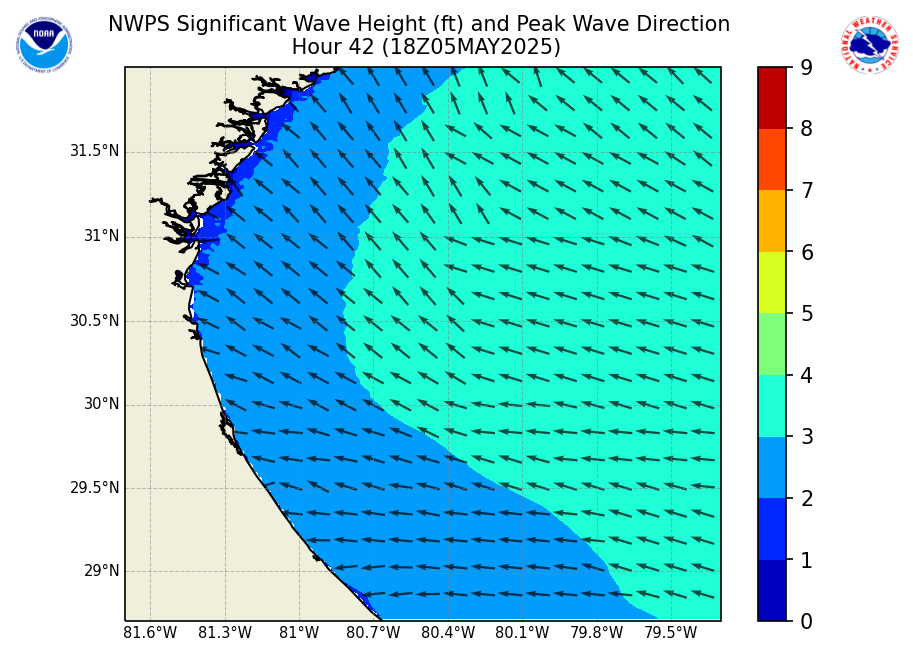 NWPS Significant Wave Height (ft) and Peak Wave Direction
Hour 42 (18Z05MAY2025)
NOAA
NATIONAL WEATHER SERVICE
31.5°N
31°N
30.5°N
30°N
29.5°N
29°N
81.6°W 81.3°W 81°W 80.7°W 80.4°W 80.1°W 79.8°W 79.5°W
9
8
7
6
5
4
3
2
1
0